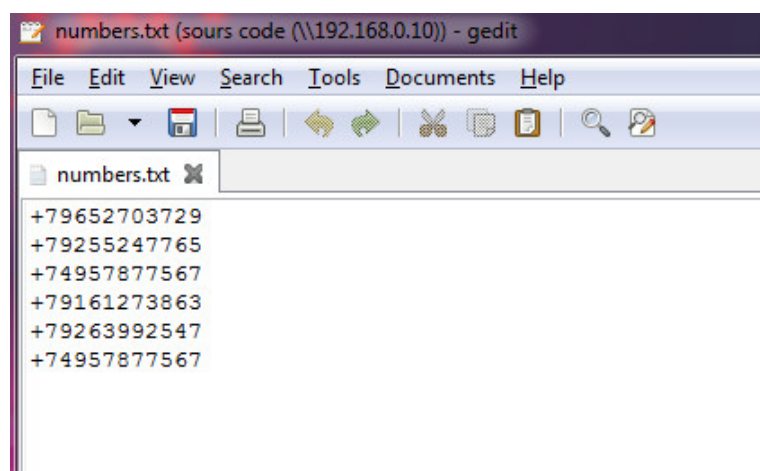 numbers.txt (sours code (\\192.168.0.10)) - gedit
File Edit View Search Tools Documents Help
numbers.txt
+79652703729
+79255247765
+74957877567
+79161273863
+79263992547
+74957877567